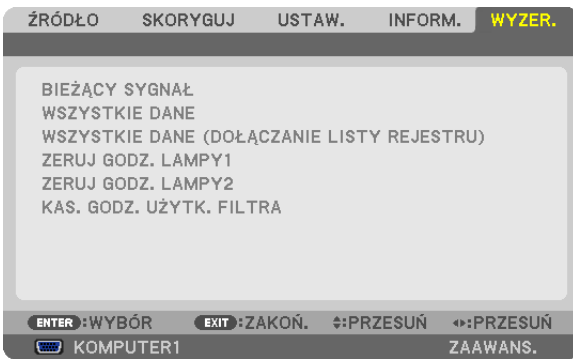 ŹRÓDŁO SKORYGUJ USTAW. INFORM. WYZER.
BIEŻĄCY SYGNAŁ
WSZYSTKIE DANE
WSZYSTKIE DANE (DOŁĄCZANIE LISTY REJESTRU)
ZERUJ GODZ. LAMPY1
ZERUJ GODZ. LAMPY2
KAS. GODZ. UŻYTK. FILTRA
ENTER :WYBÓR EXIT :ZAKOŃ. :PRZESUŃ :PRZESUŃ
KOMPUTER1 ZAAWANS.